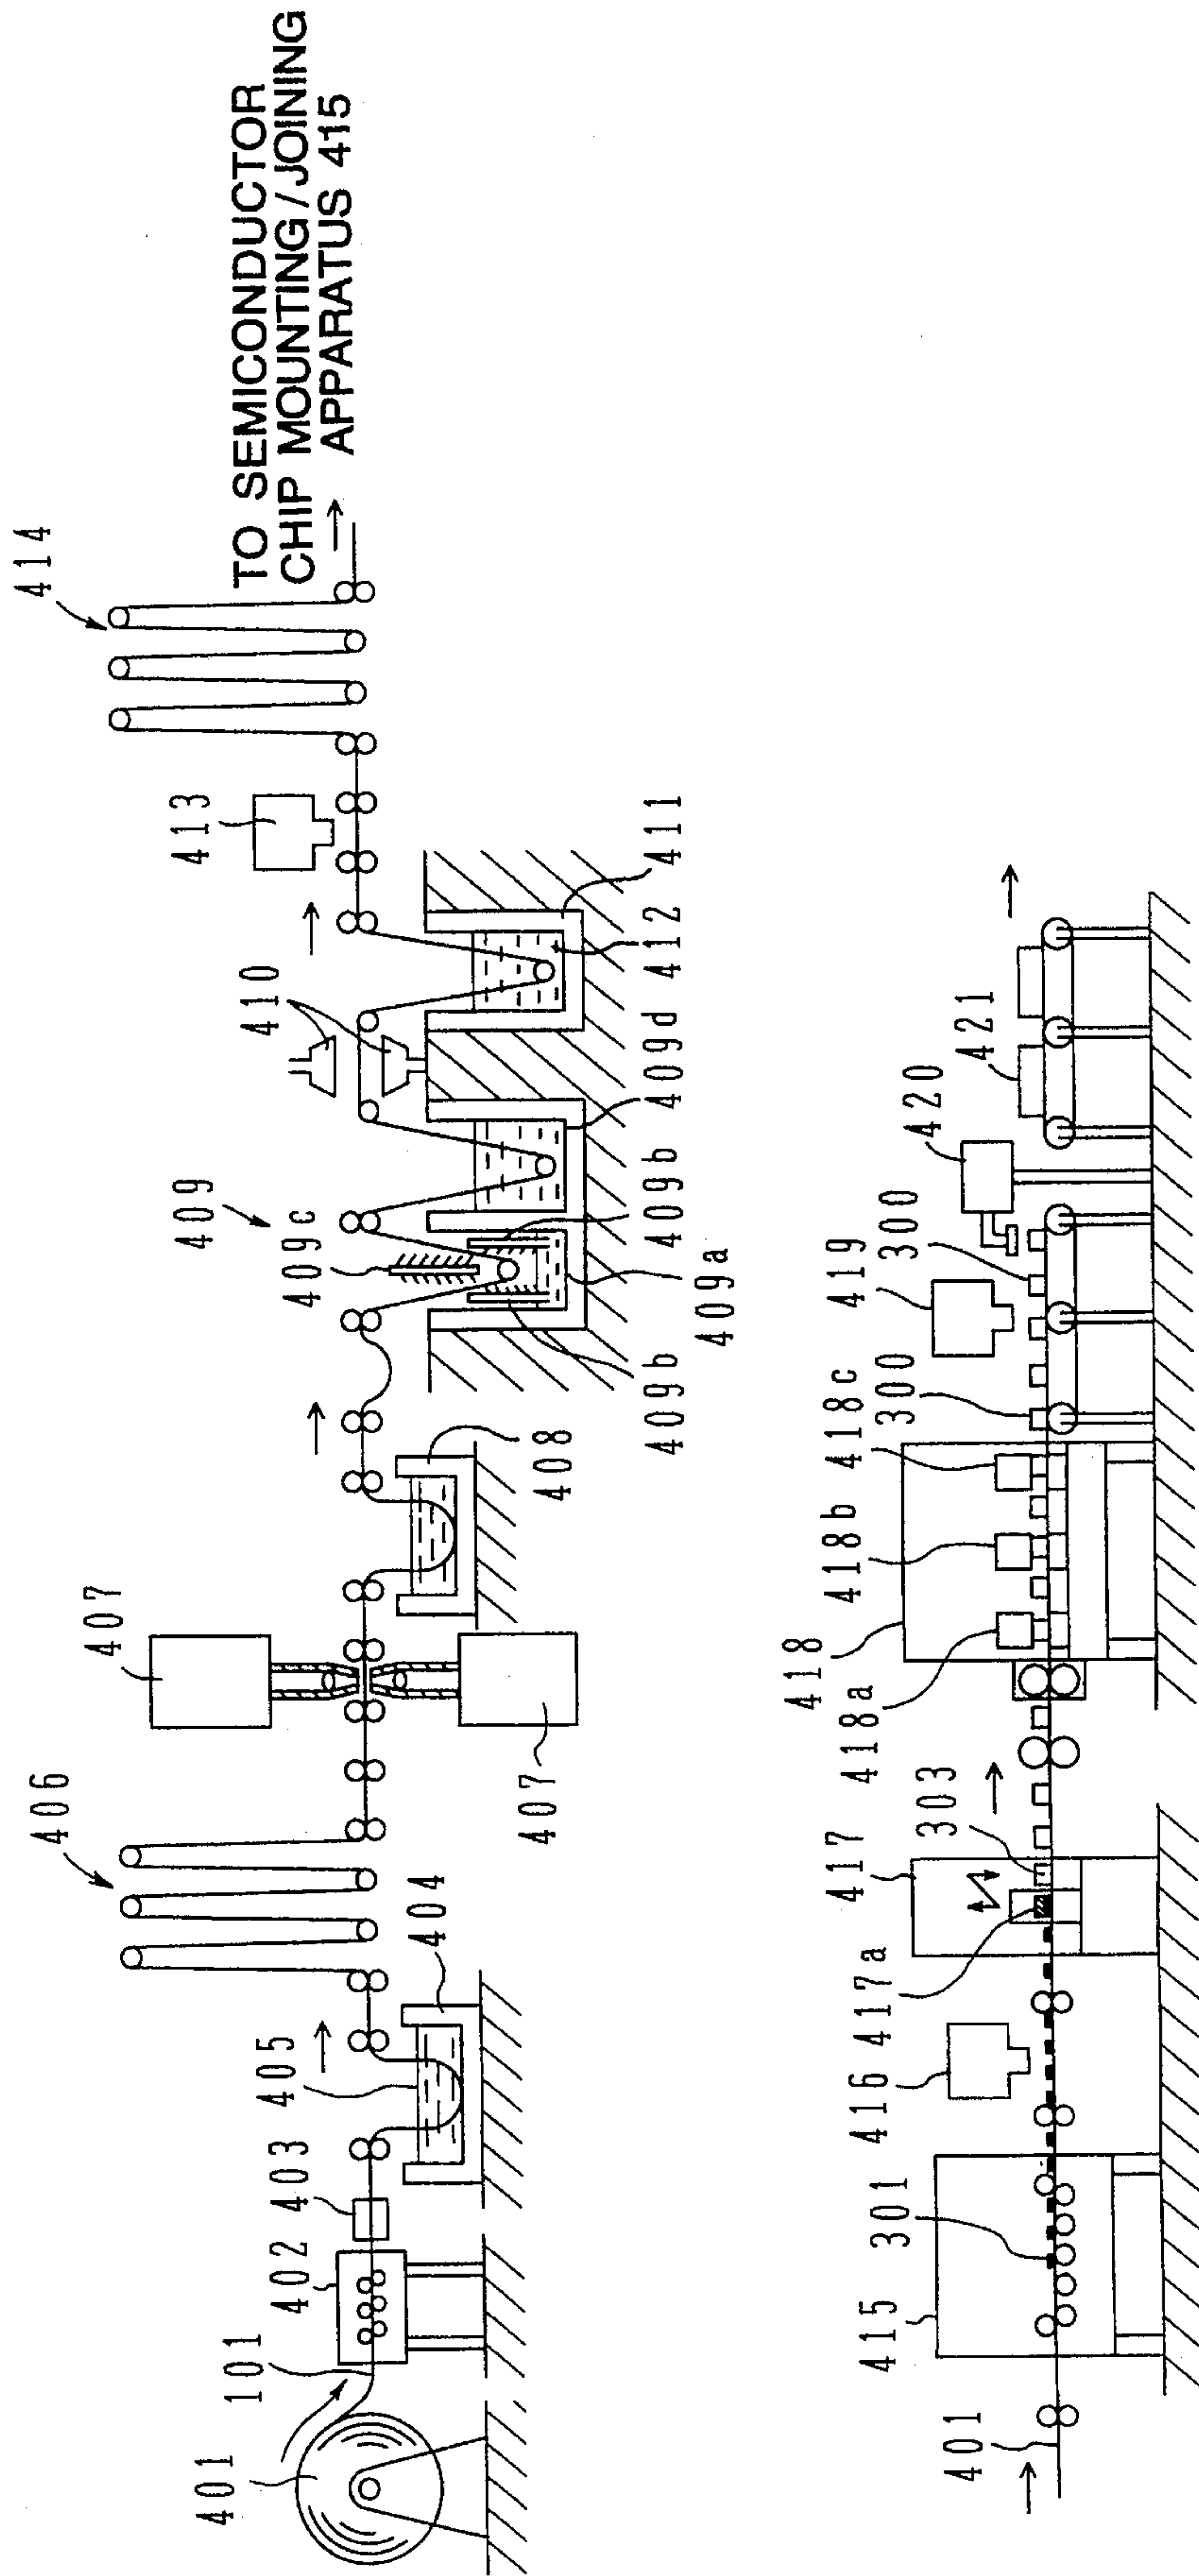 TO SEMICONDUCTOR
CHIP MOUNTING/JOINING
APPARATUS 415
401
101
402
403
405
404
406
407
407
408
409
409c
409b
409a
409b
409d
410
412
411
413
414
401
415
301
416
417a
417
303
418a
418
418b
418c
300
419
300
420
421